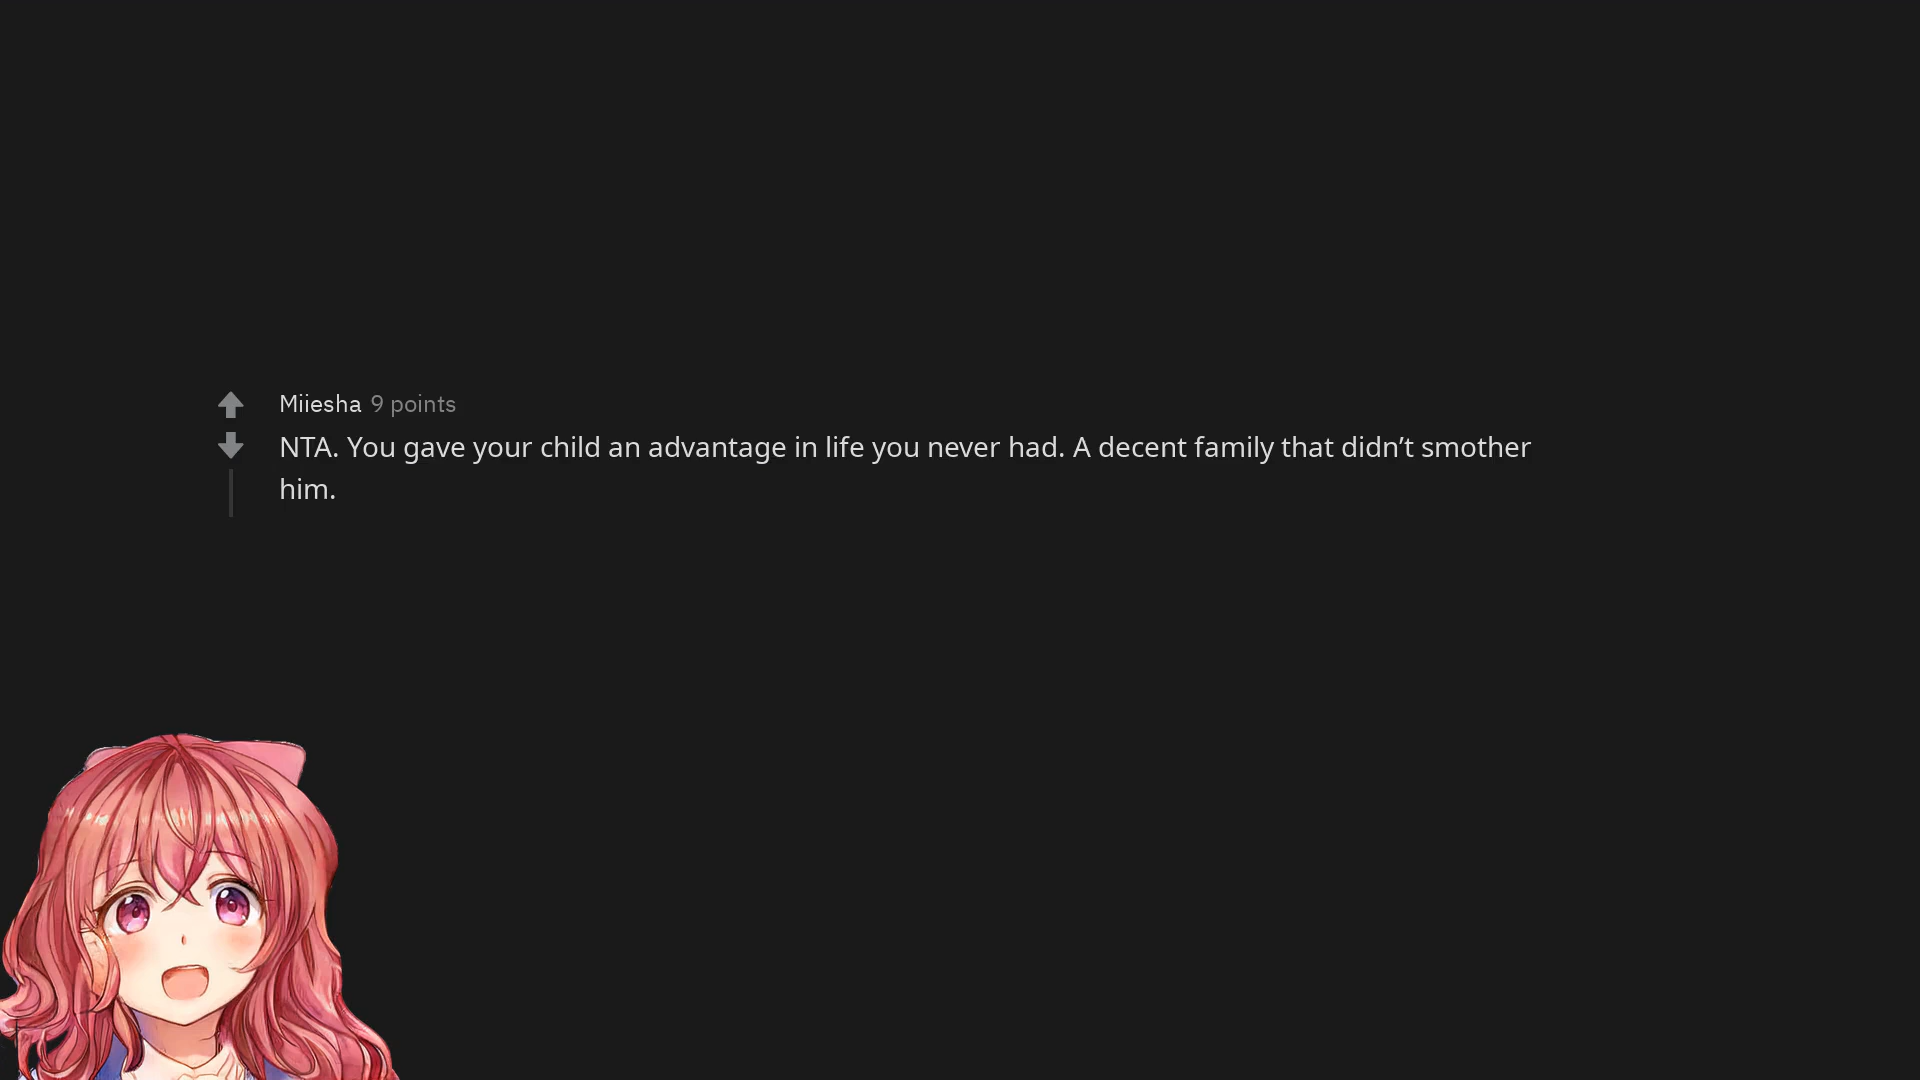 Miiesha 9 points
NTA. You gave your child an advantage in life you never had. A decent family that didn’t smother
him.